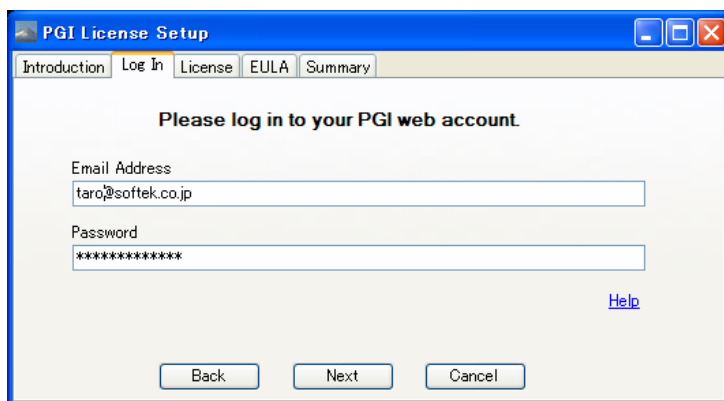 PGI License Setup
Introduction Log In License EULA Summary
Please log in to your PGI web account.
Email Address
taro@softek.co.jp
Password
*************
Help
Back Next Cancel